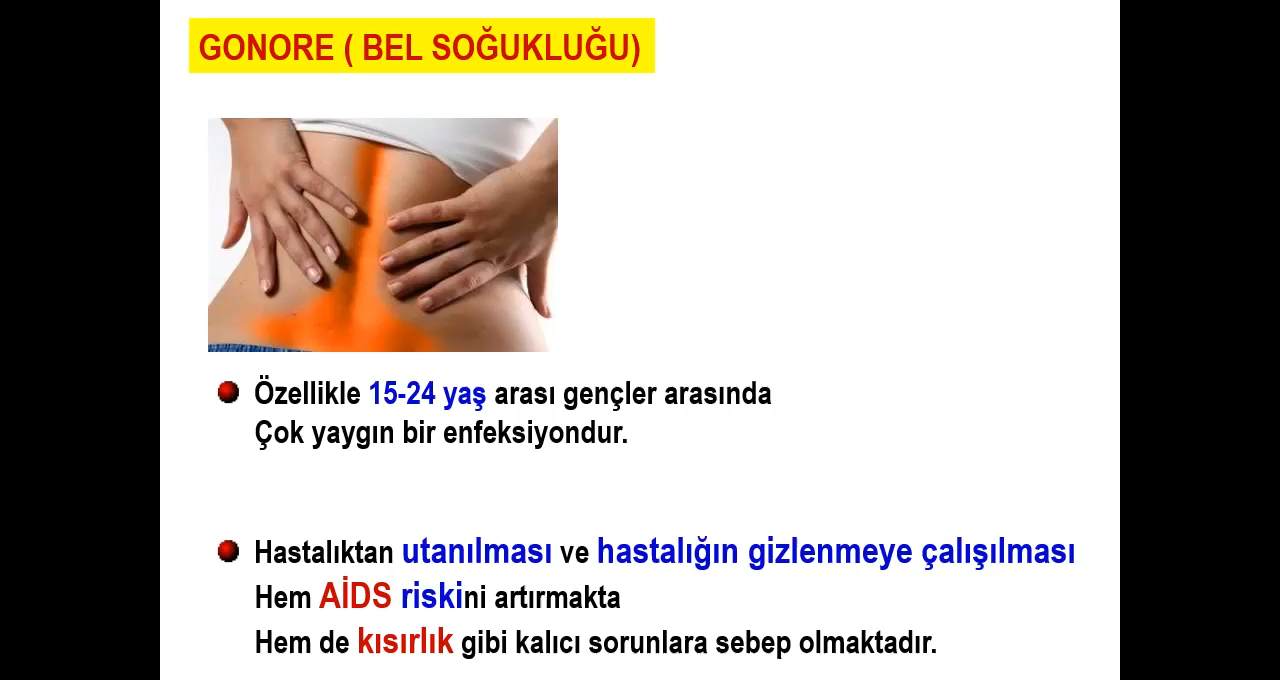 GONORE ( BEL SOĞUKLUĞU)
Özellikle 15-24 yaş arası gençler arasında
Çok yaygın bir enfeksiyondur.
Hastalıktan utanılması ve hastalığın gizlenmeye çalışılması
Hem AİDS riskini artırmakta
Hem de kısırlık gibi kalıcı sorunlara sebep olmaktadır.